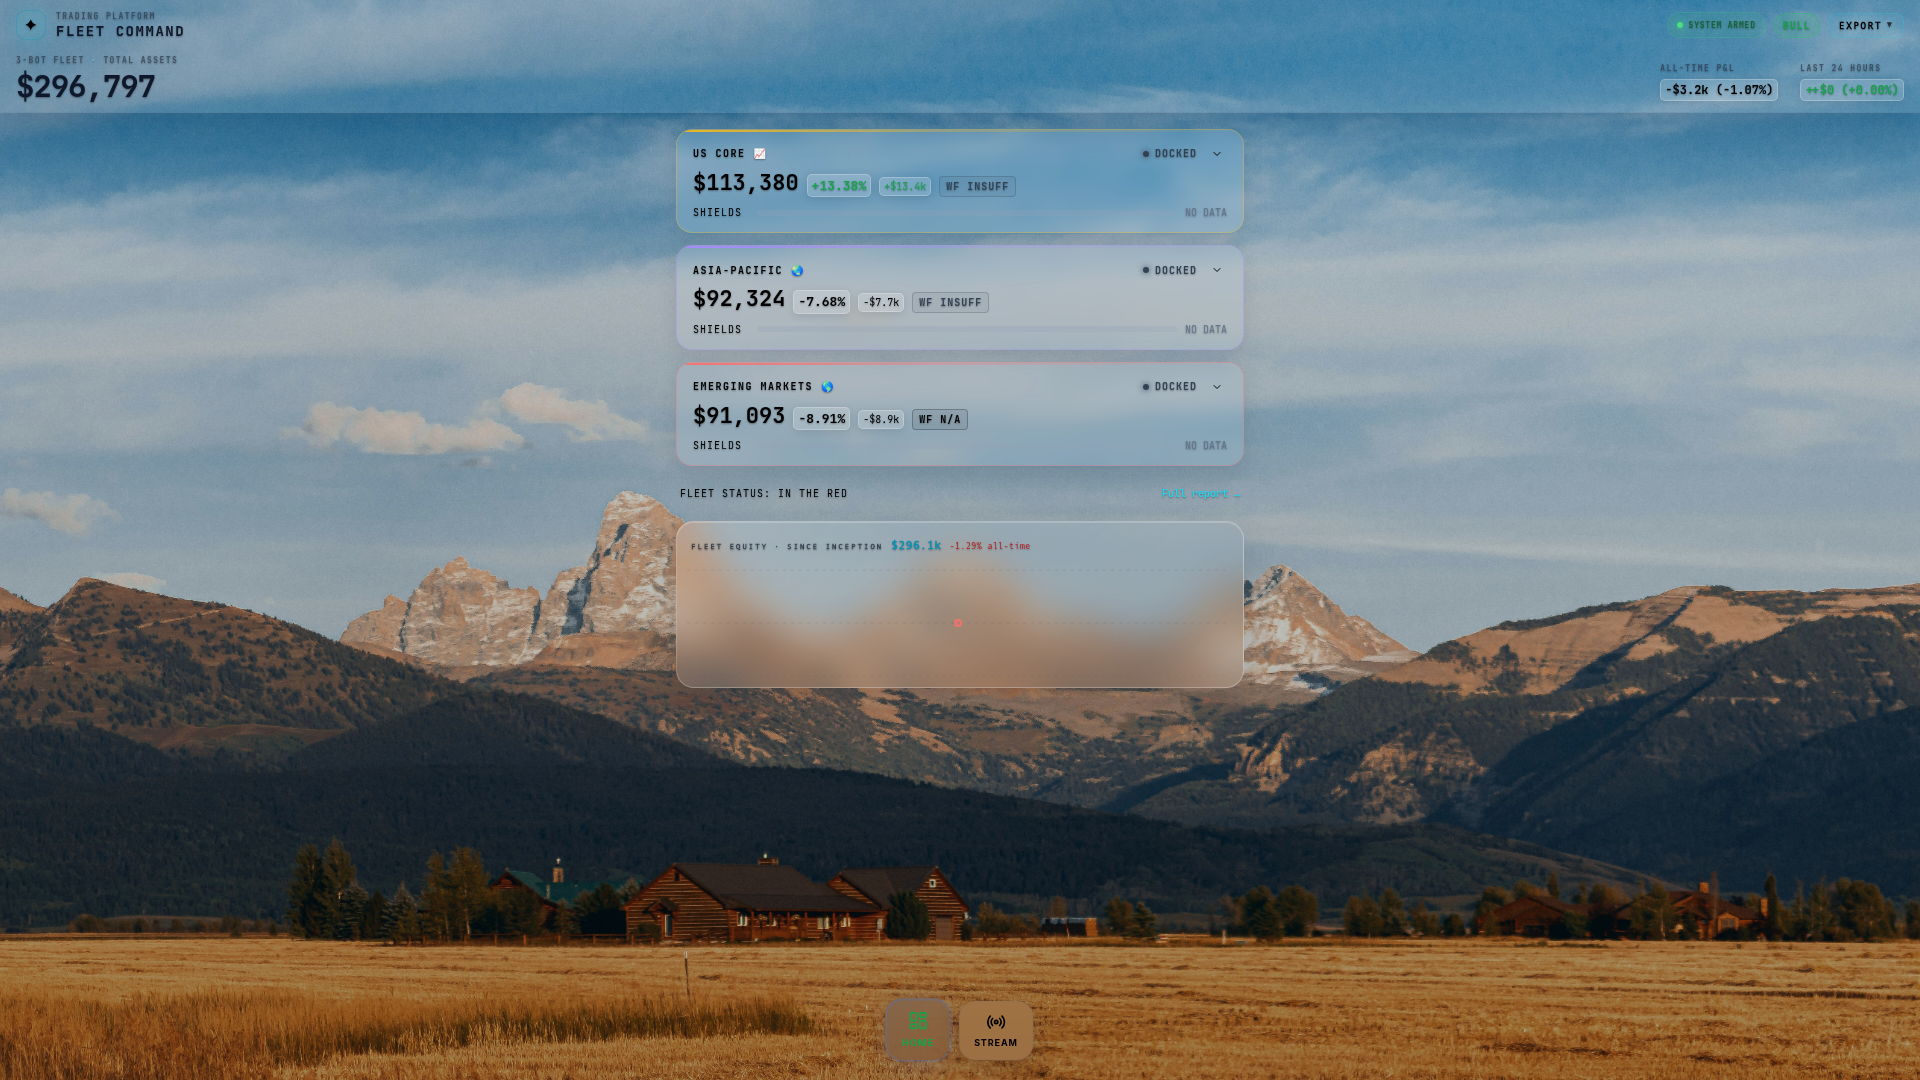 TRADING PLATFORM
FLEET COMMAND
SYSTEM ARMED
BULL
EXPORT ▼
3-BOT FLEET · TOTAL ASSETS
$296,797
ALL-TIME P&L
-$3.2k (-1.07%)
LAST 24 HOURS
++$0 (+0.00%)
US CORE
DOCKED
$113,380 +13.38% +$13.4k WF INSUFF
SHIELDS
NO DATA
ASIA-PACIFIC
DOCKED
$92,324 -7.68% -$7.7k WF INSUFF
SHIELDS
NO DATA
EMERGING MARKETS
DOCKED
$91,093 -8.91% -$8.9k WF N/A
SHIELDS
NO DATA
FLEET STATUS: IN THE RED
Full report →
FLEET EQUITY · SINCE INCEPTION $296.1k -1.29% all-time
HOME
STREAM